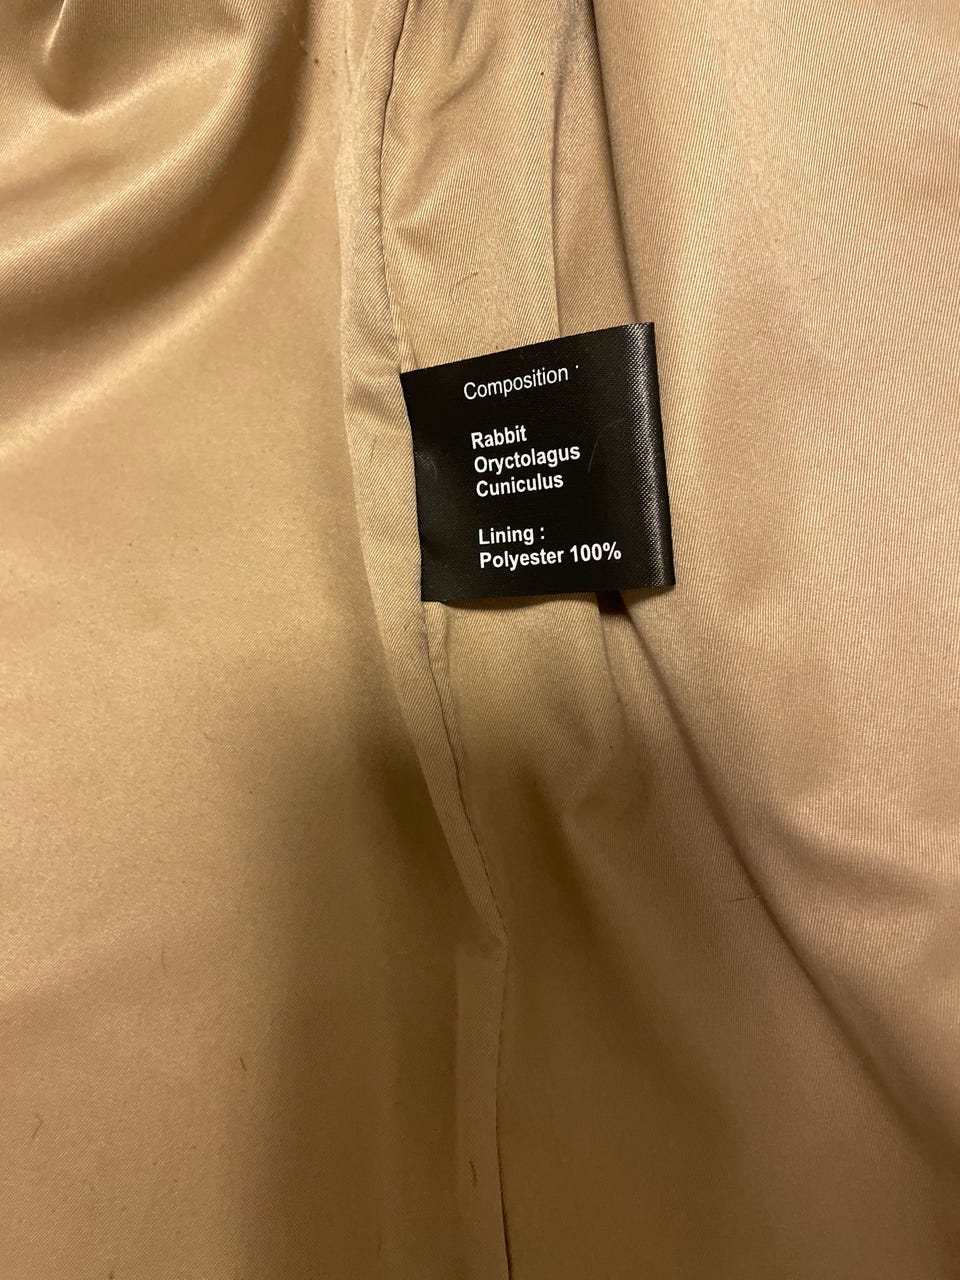 Composition :
Rabbit
Oryctolagus
Cuniculus
Lining :
Polyester 100%